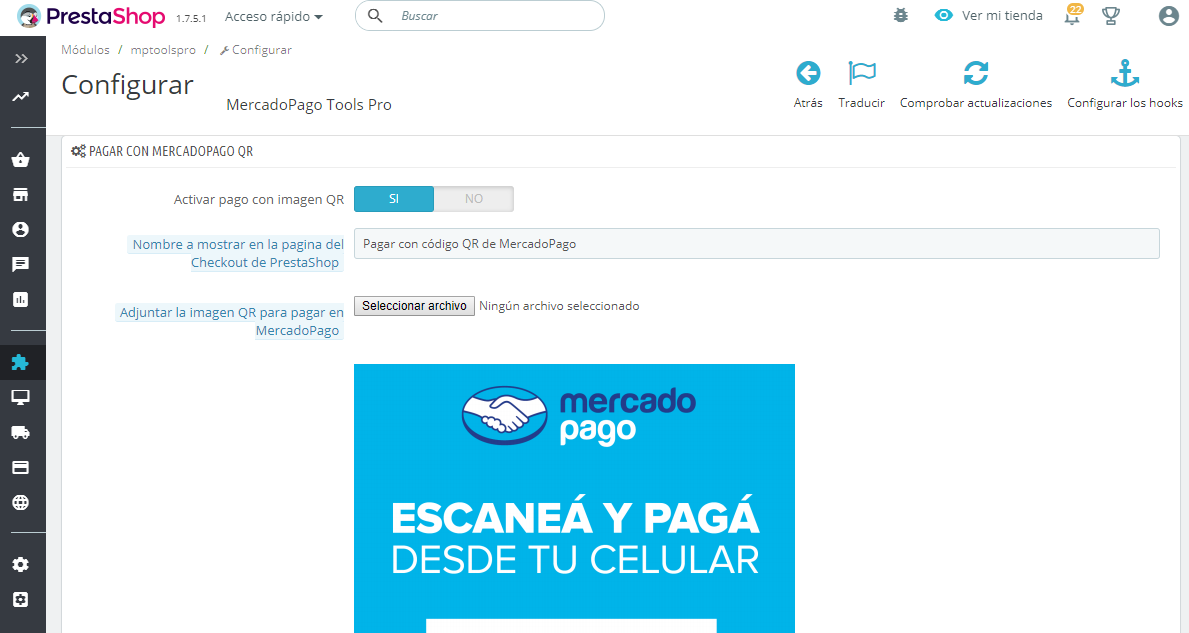 PrestaShop 1.7.5.1 Acceso rápido Buscar Ver mi tienda 22
Módulos / mptoolspro / Configurar
Configurar
MercadoPago Tools Pro
Atrás Traducir Comprobar actualizaciones Configurar los hooks
PAGAR CON MERCADOPAGO QR
Activar pago con imagen QR SI NO
Nombre a mostrar en la pagina del
Checkout de PrestaShop
Pagar con código QR de MercadoPago
Adjuntar la imagen QR para pagar en
MercadoPago
Seleccionar archivo Ningún archivo seleccionado
mercado
pago
ESCANEÁ Y PAGÁ
DESDE TU CELULAR